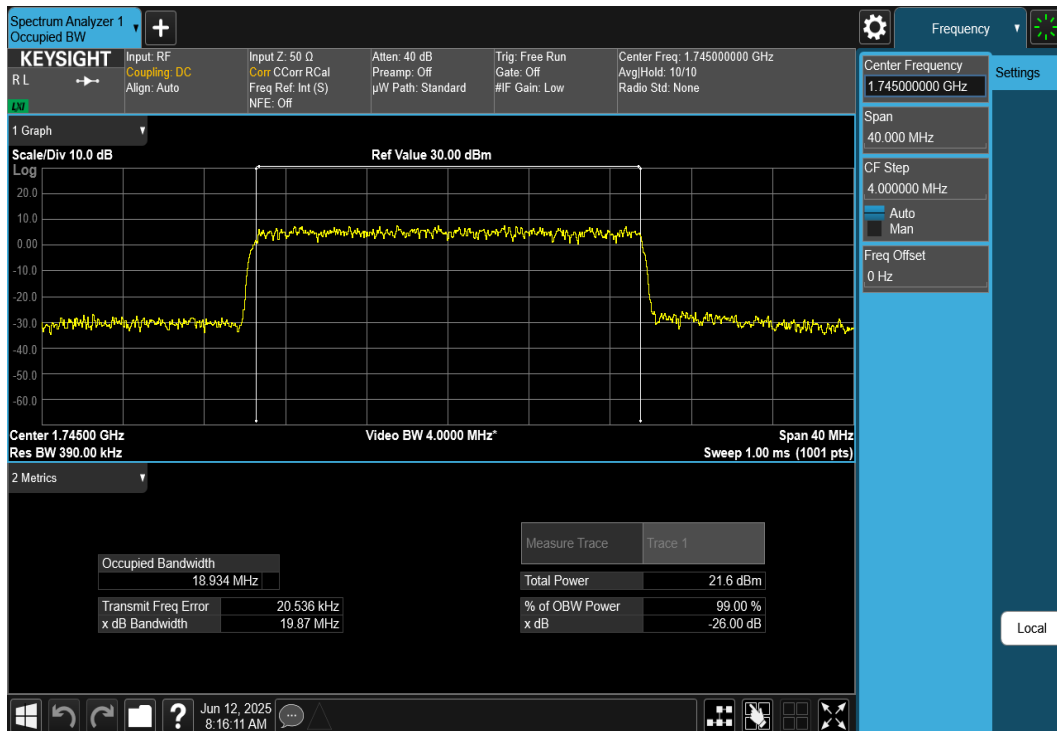 Spectrum Analyzer 1
Occupied BW
Frequency
KEYSIGHT
R L
LXI
Input: RF
Coupling: DC
Align: Auto
Input Z: 50 Ω
Corr CCorr RCal
Freq Ref: Int (S)
NFE: Off
Atten: 40 dB
Preamp: Off
µW Path: Standard
Trig: Free Run
Gate: Off
#IF Gain: Low
Center Freq: 1.745000000 GHz
Avg|Hold: 10/10
Radio Std: None
1 Graph
Scale/Div 10.0 dB
Ref Value 30.00 dBm
Log
20.0
10.0
0.00
-10.0
-20.0
-30.0
-40.0
-50.0
-60.0
Center 1.74500 GHz
Video BW 4.0000 MHz*
Span 40 MHz
Res BW 390.00 kHz
Sweep 1.00 ms (1001 pts)
2 Metrics
Occupied Bandwidth
18.934 MHz
Transmit Freq Error 20.536 kHz
x dB Bandwidth 19.87 MHz
Measure Trace Trace 1
Total Power 21.6 dBm
% of OBW Power 99.00 %
x dB -26.00 dB
Center Frequency
1.745000000 GHz
Span
40.000 MHz
CF Step
4.000000 MHz
Auto
Man
Freq Offset
0 Hz
Settings
Local
?
Jun 12, 2025
8:16:11 AM